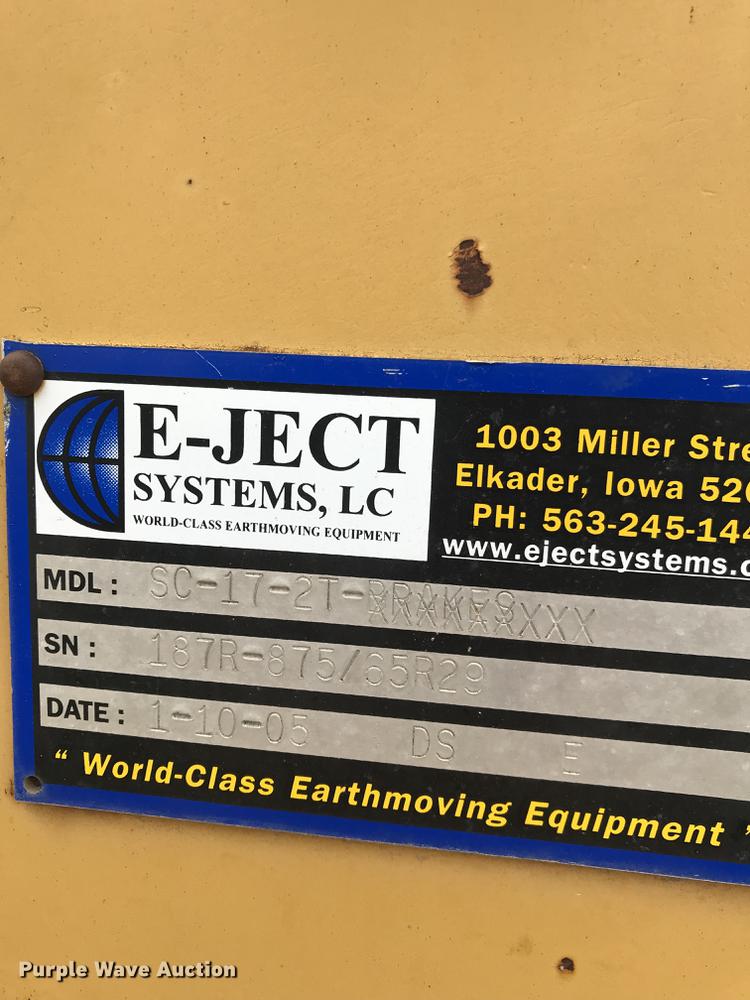 E-JECT
SYSTEMS, LC
WORLD-CLASS EARTHMOVING EQUIPMENT
1003 Miller Stre
Elkader, Iowa 52
PH: 563-245-144
www.ejectsystems.c
MDL : SC-17-2T-BRAKES
SN : 187R-875/65R29
DATE : 1-10-05 DS E
“ World-Class Earthmoving Equipment ”
Purple Wave Auction